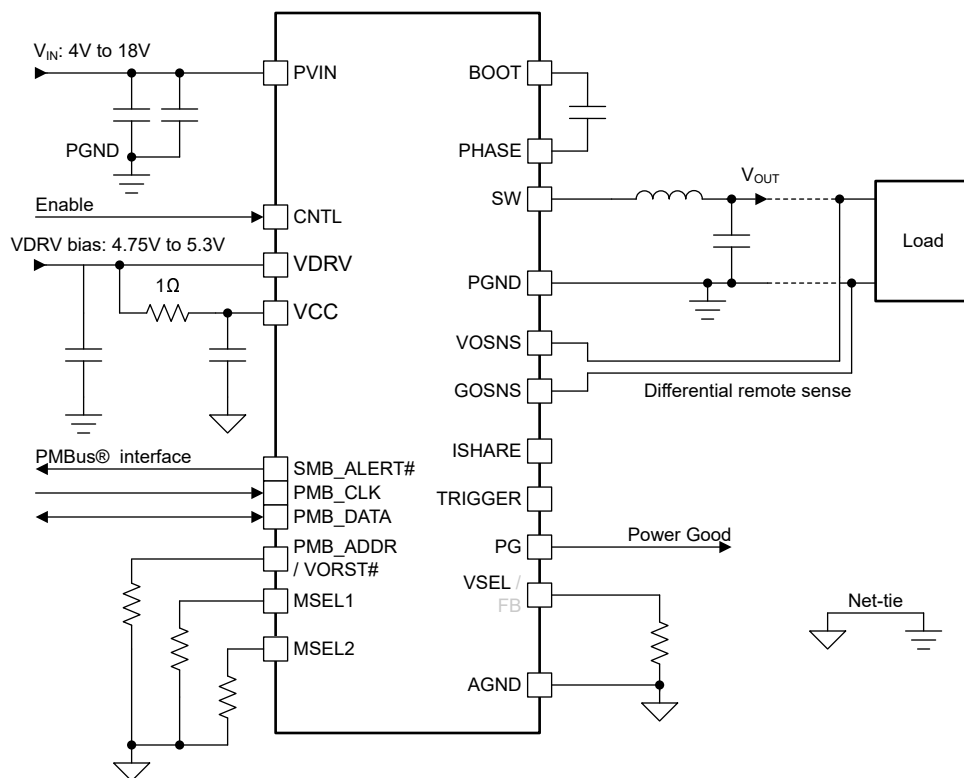 V_IN: 4V to 18V
PVIN
PGND
Enable
CNTL
VDRV bias: 4.75V to 5.3V
VDRV
1Ω
VCC
PMBus® interface
SMB_ALERT#
PMB_CLK
PMB_DATA
PMB_ADDR
/ VORST#
MSEL1
MSEL2
BOOT
PHASE
SW
V_OUT
Load
PGND
VOSNS
GOSNS
Differential remote sense
ISHARE
TRIGGER
PG
Power Good
VSEL /
FB
AGND
Net-tie